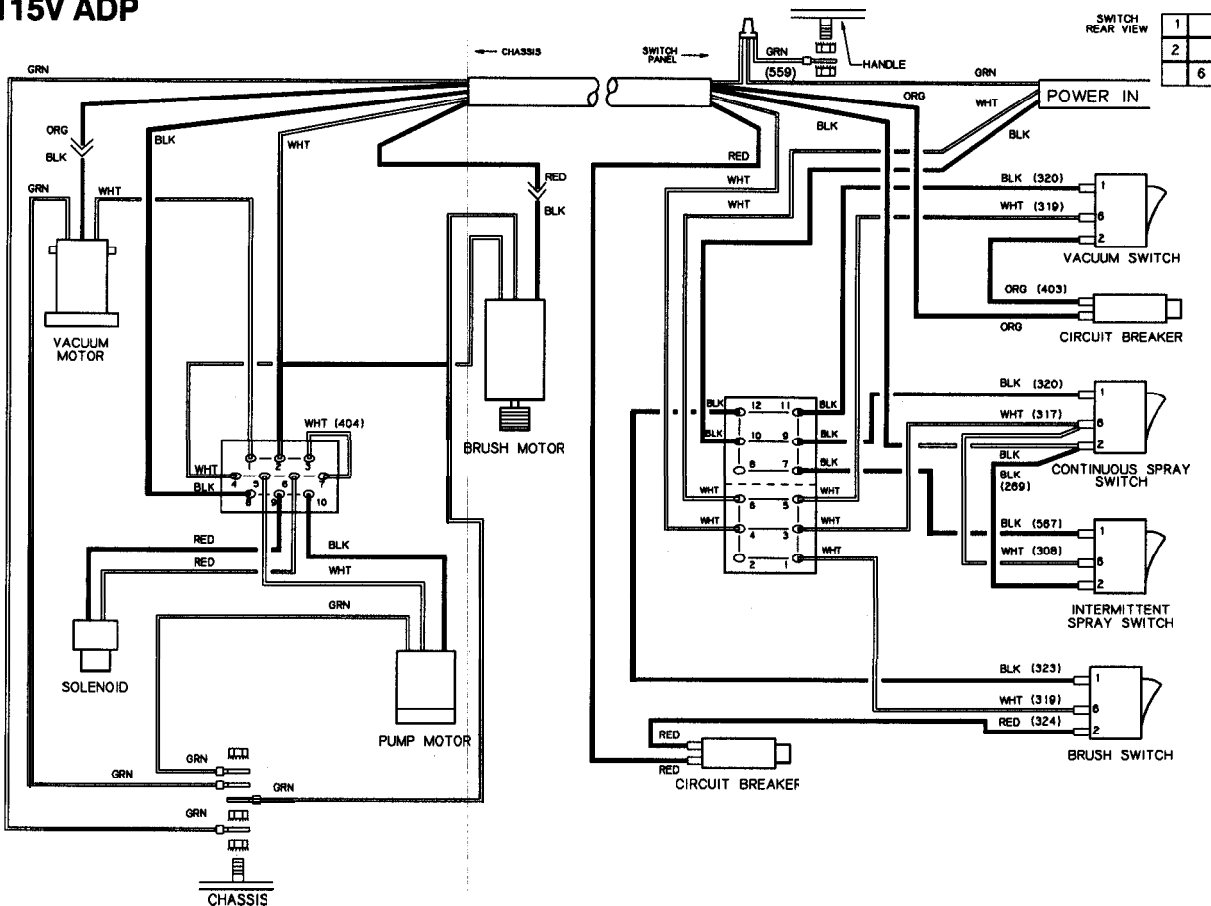 115V ADP
SWITCH
REAR VIEW
1
2
6
CHASSIS
SWITCH
PANEL
GRN
(559)
HANDLE
GRN
GRN
WHT
POWER IN
ORG
BLK
BLK
ORG
BLK
BLK
WHT
RED
WHT
WHT
RED
BLK
GRN
WHT
BLK (320)
1
WHT (319)
6
2
VACUUM SWITCH
ORG (403)
ORG
CIRCUIT BREAKER
VACUUM
MOTOR
BLK (320)
1
WHT (317)
6
2
BLK
BLK
(269)
CONTINUOUS SPRAY
SWITCH
BLK
12 11
BLK
BLK
10 9
BLK
8 7
BLK
WHT
6 5
WHT
WHT
4 3
WHT
2 1
WHT
BRUSH MOTOR
WHT (404)
1 2 3
WHT
4 5 6 7
BLK
8 9 10
BLK (567)
1
WHT (308)
6
2
INTERMITTENT
SPRAY SWITCH
RED
BLK
RED
WHT
GRN
SOLENOID
PUMP MOTOR
BLK (323)
1
WHT (319)
6
RED (324)
2
BRUSH SWITCH
RED
RED
CIRCUIT BREAKER
GRN
GRN
GRN
GRN
CHASSIS